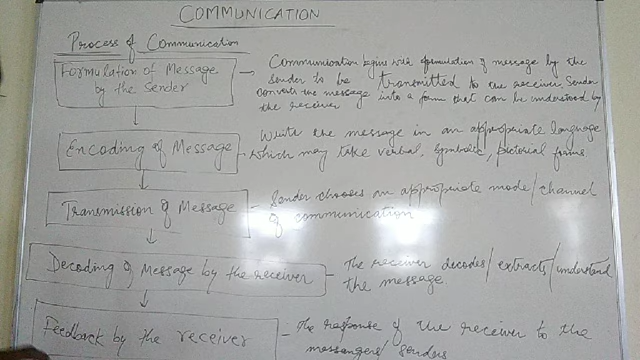 COMMUNICATION
Process of Communication
Formulation of Message
by the Sender
Communication begins with formulation of message by the
sender to be transmitted to the receiver. Sender
converts the message into a form that can be understood by
the receiver
Encoding of Message
Write the message in an appropriate language
which may take verbal, symbolic, pictorial forms
Transmission of Message
Sender chooses an appropriate mode/channel
of communication
Decoding of Message by the receiver
The receiver decodes/extracts/understand
the message
Feedback by the receiver
The response of the receiver to the
messengers/senders